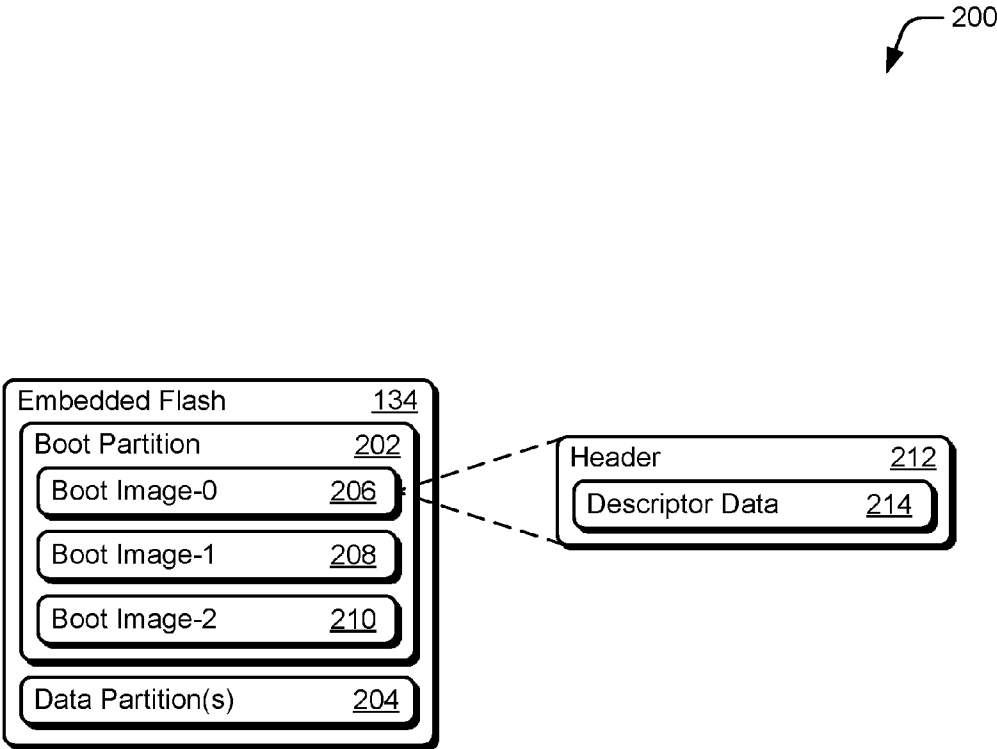 200
Embedded Flash 134
Boot Partition 202
Boot Image-0 206
Boot Image-1 208
Boot Image-2 210
Data Partition(s) 204
Header 212
Descriptor Data 214